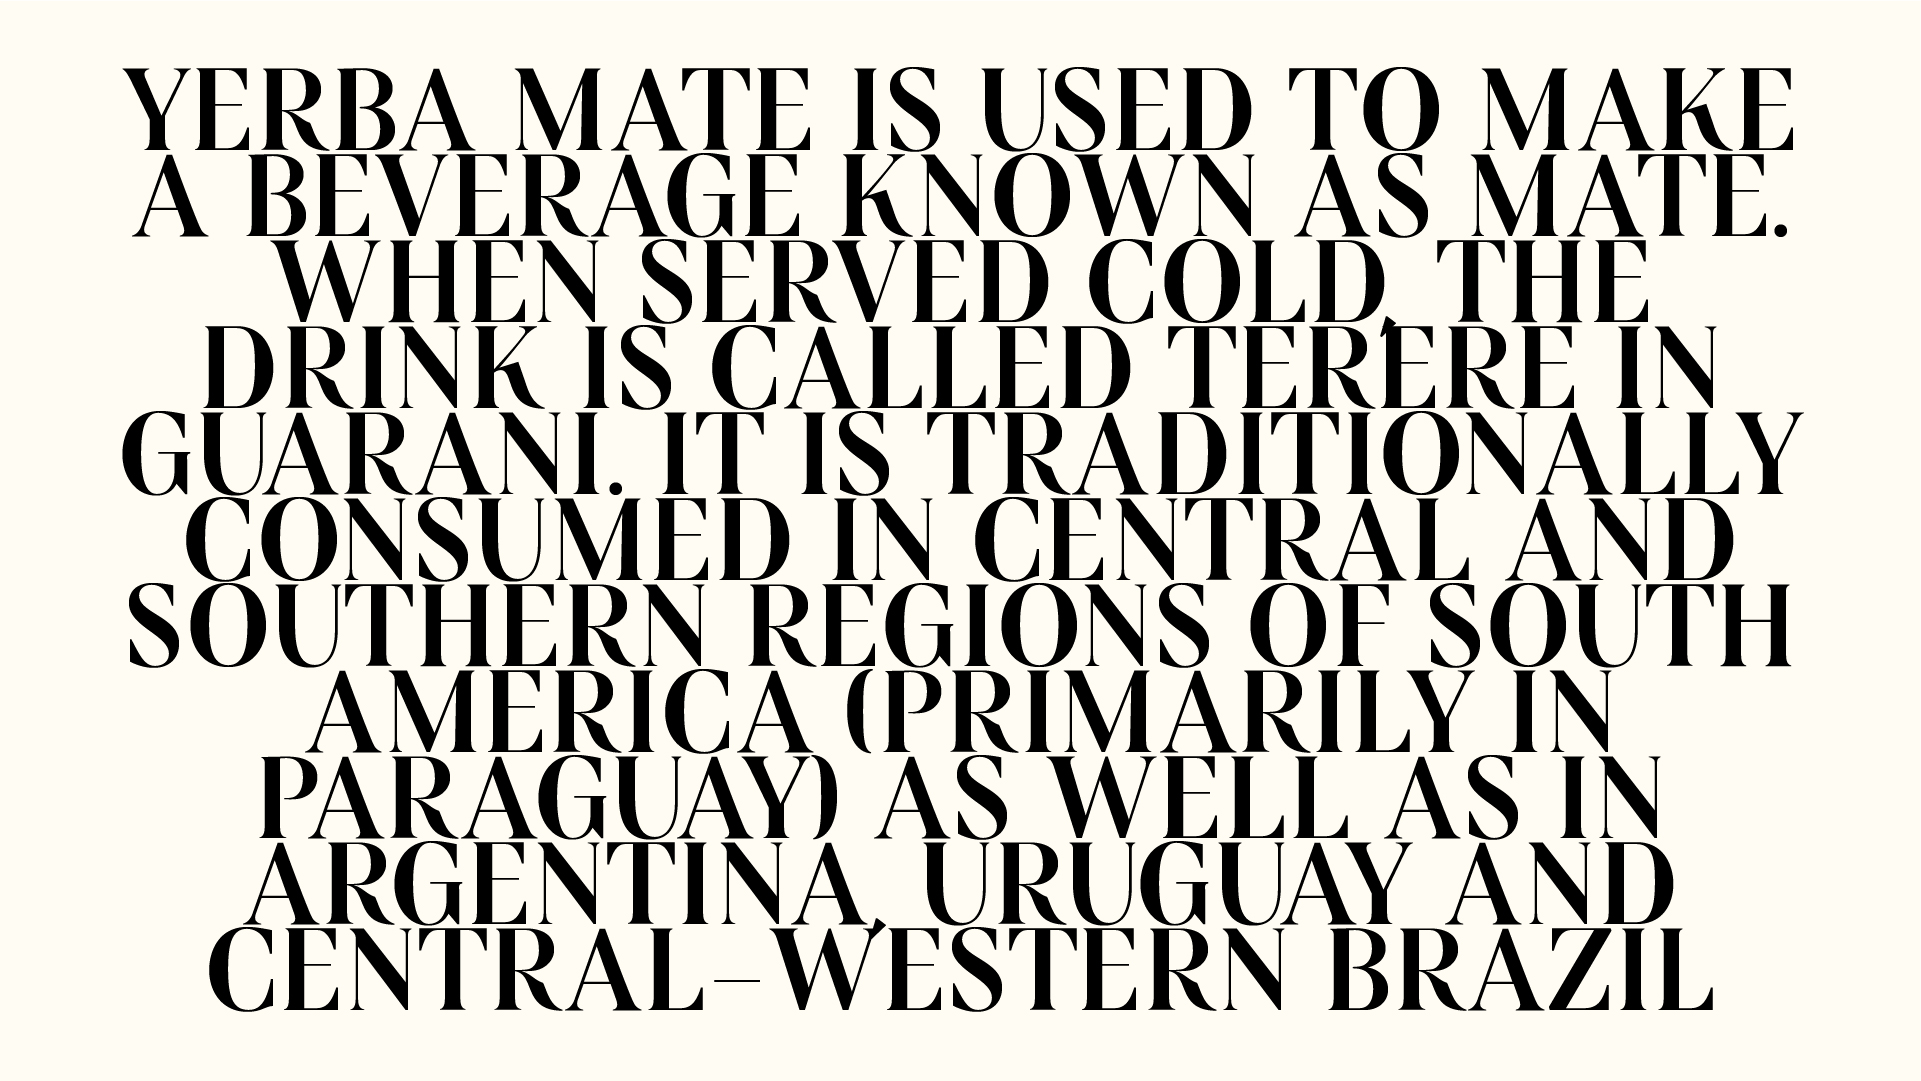 YERBA MATE IS USED TO MAKE
A BEVERAGE KNOWN AS MATE.
WHEN SERVED COLD, THE
DRINK IS CALLED TERERE IN
GUARANI. IT IS TRADITIONALLY
CONSUMED IN CENTRAL AND
SOUTHERN REGIONS OF SOUTH
AMERICA (PRIMARILY IN
PARAGUAY) AS WELL AS IN
ARGENTINA, URUGUAY AND
CENTRAL–WESTERN BRAZIL